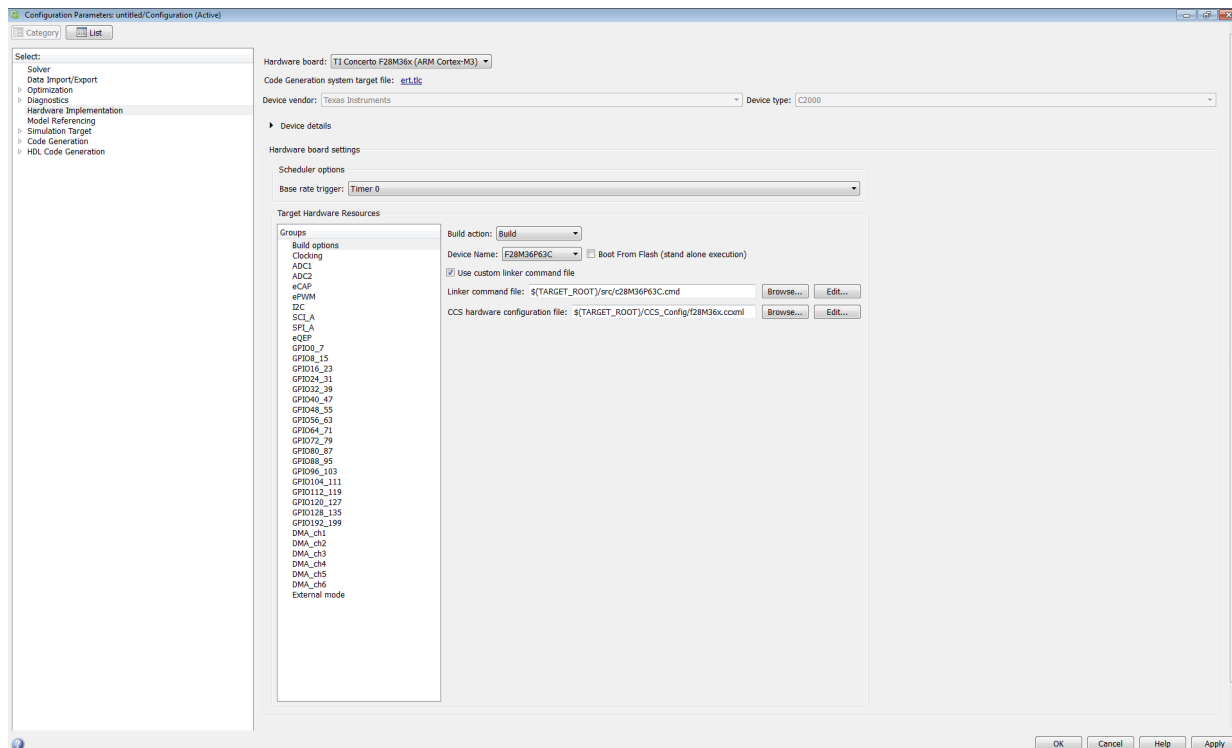 Configuration Parameters: untitled/Configuration (Active)
Category List
Select:
Solver
Data Import/Export
Optimization
Diagnostics
Hardware Implementation
Model Referencing
Simulation Target
Code Generation
HDL Code Generation
Hardware board: TI Concerto F28M36x (ARM Cortex-M3)
Code Generation system target file: ert.tlc
Device vendor: Texas Instruments Device type: C2000
Device details
Hardware board settings
Scheduler options
Base rate trigger: Timer 0
Target Hardware Resources
Groups
Build options
Clocking
ADC1
ADC2
eCAP
ePWM
I2C
SCI_A
SPI_A
eQEP
GPIO0_7
GPIO8_15
GPIO16_23
GPIO24_31
GPIO32_39
GPIO40_47
GPIO48_55
GPIO56_63
GPIO64_71
GPIO72_79
GPIO80_87
GPIO88_95
GPIO96_103
GPIO104_111
GPIO112_119
GPIO120_127
GPIO128_135
GPIO192_199
DMA_ch1
DMA_ch2
DMA_ch3
DMA_ch4
DMA_ch5
DMA_ch6
External mode
Build action: Build
Device Name: F28M36P63C Boot From Flash (stand alone execution)
Use custom linker command file
Linker command file: $(TARGET_ROOT)/src/c28M36P63C.cmd Browse... Edit...
CCS hardware configuration file: $(TARGET_ROOT)/CCS_Config/f28M36x.ccxml Browse... Edit...
OK Cancel Help Apply